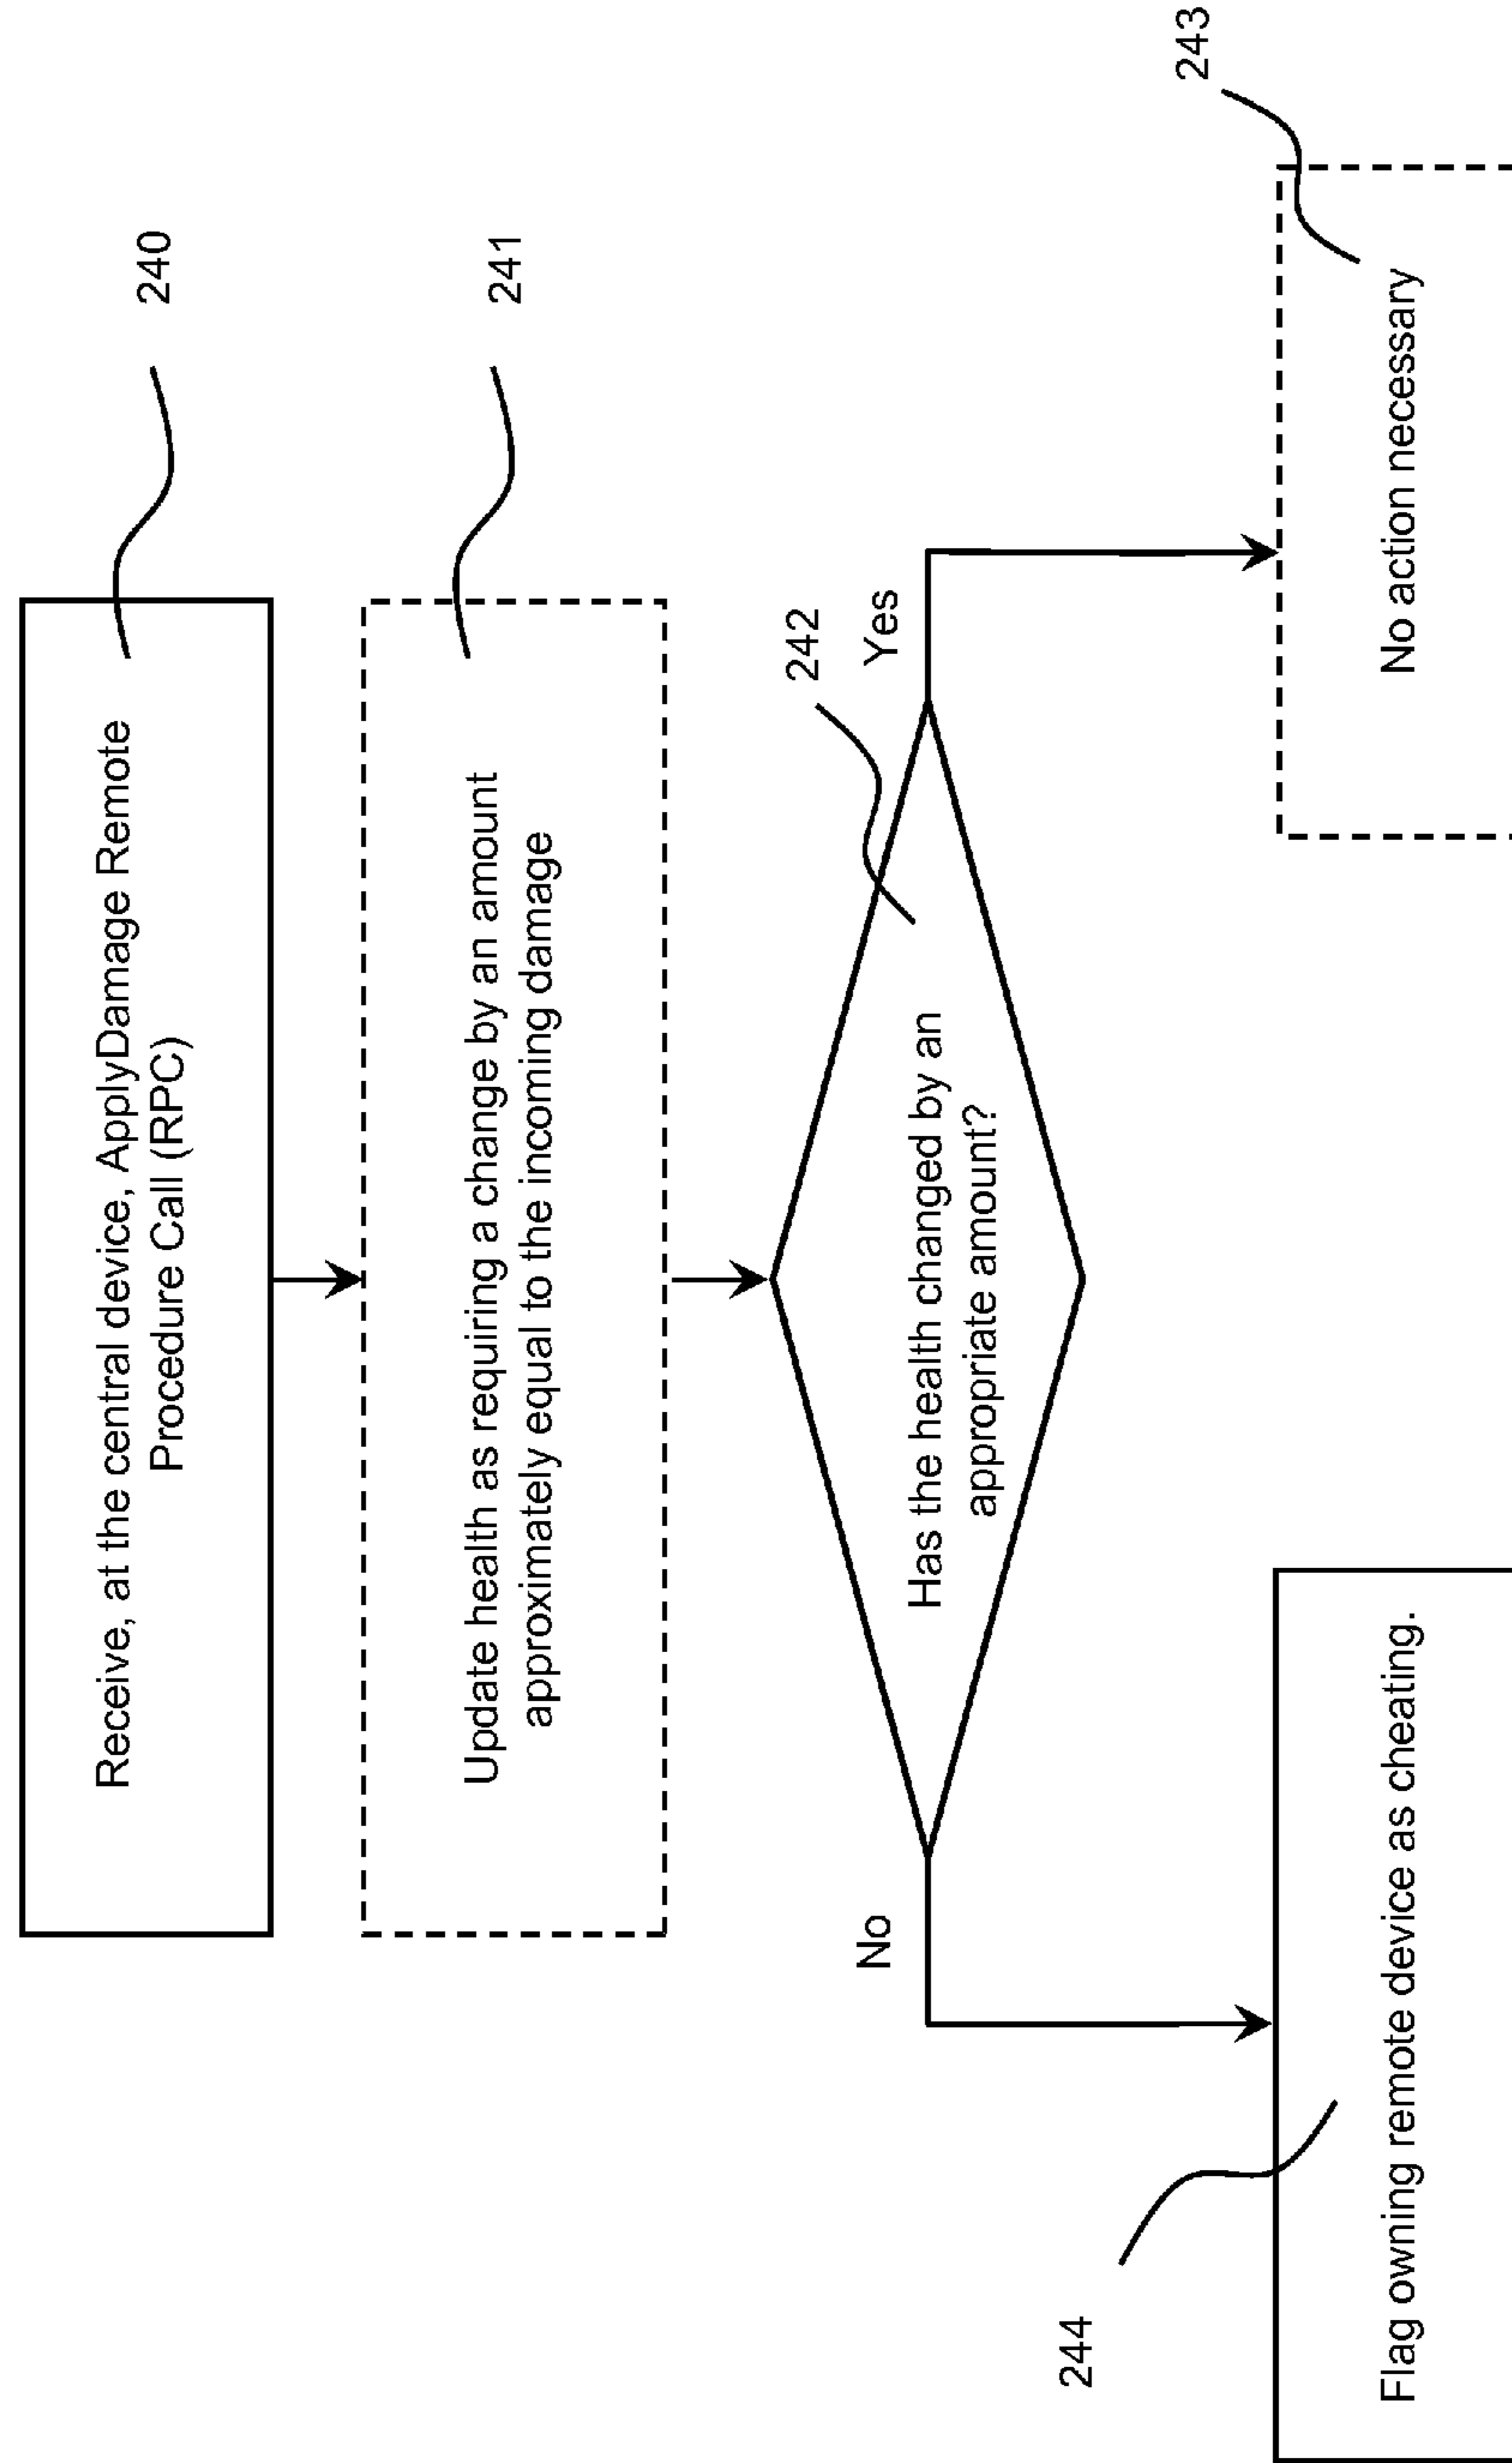 Receive, at the central device, ApplyDamage Remote
Procedure Call (RPC)
240
Update health as requiring a change by an amount
approximately equal to the incoming damage
241
Has the health changed by an
appropriate amount?
242
No
Yes
Flag owning remote device as cheating.
244
No action necessary
243